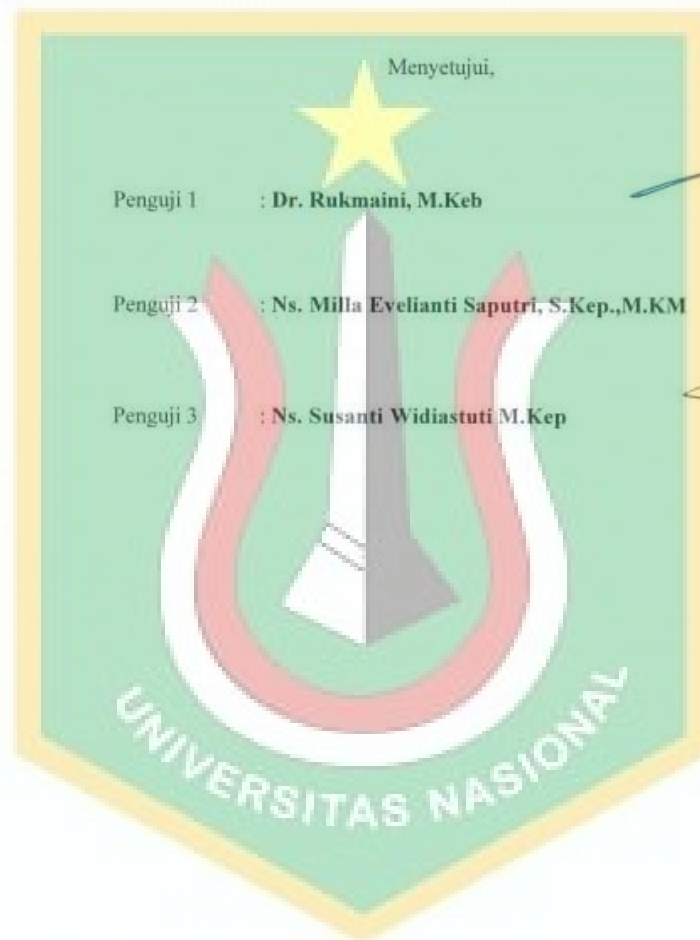 Menyetujui,
Penguji 1 : Dr. Rukmaini, M.Keb
Penguji 2 : Ns. Milla Evelianti Saputri, S.Kep.,M.KM
Penguji 3 : Ns. Susanti Widiastuti M.Kep
UNIVERSITAS NASIONAL